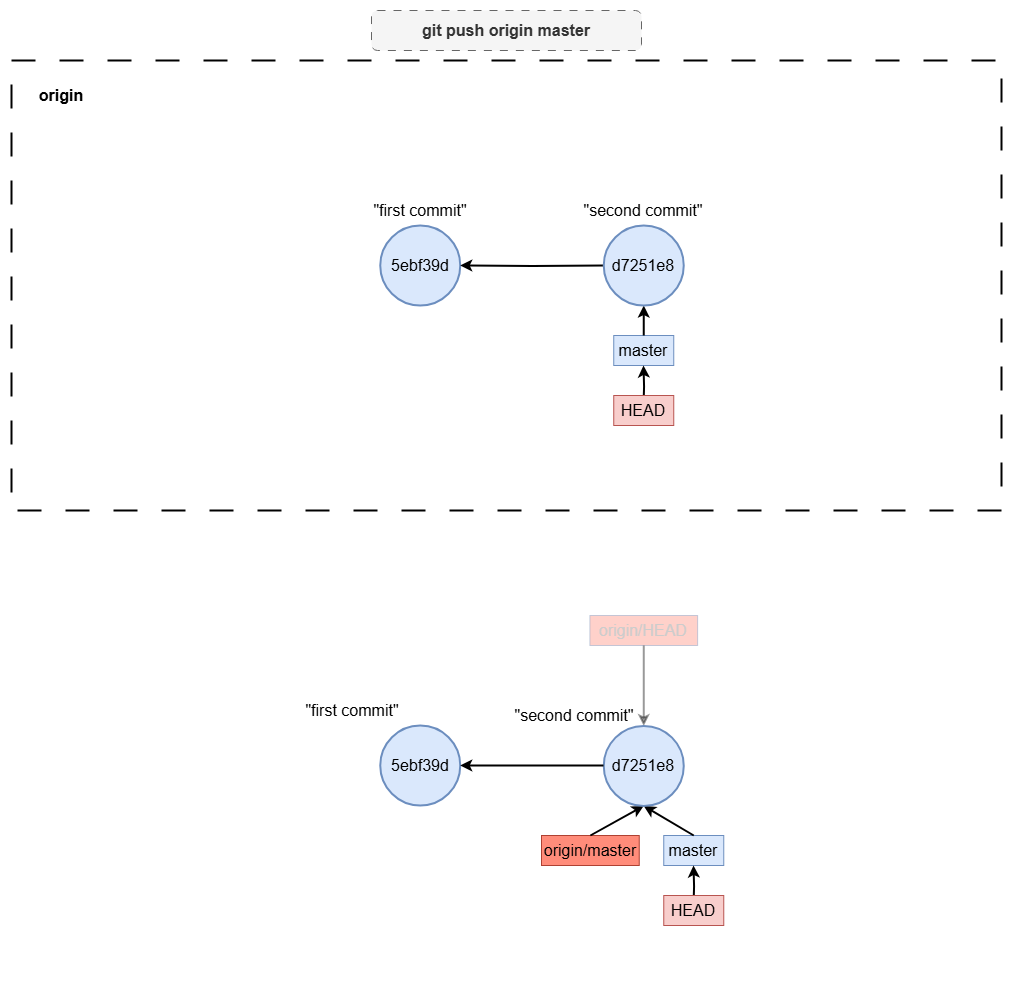 git push origin master
origin
"first commit"
"second commit"
5ebf39d
d7251e8
master
HEAD
origin/HEAD
"first commit"
"second commit"
5ebf39d
d7251e8
origin/master
master
HEAD